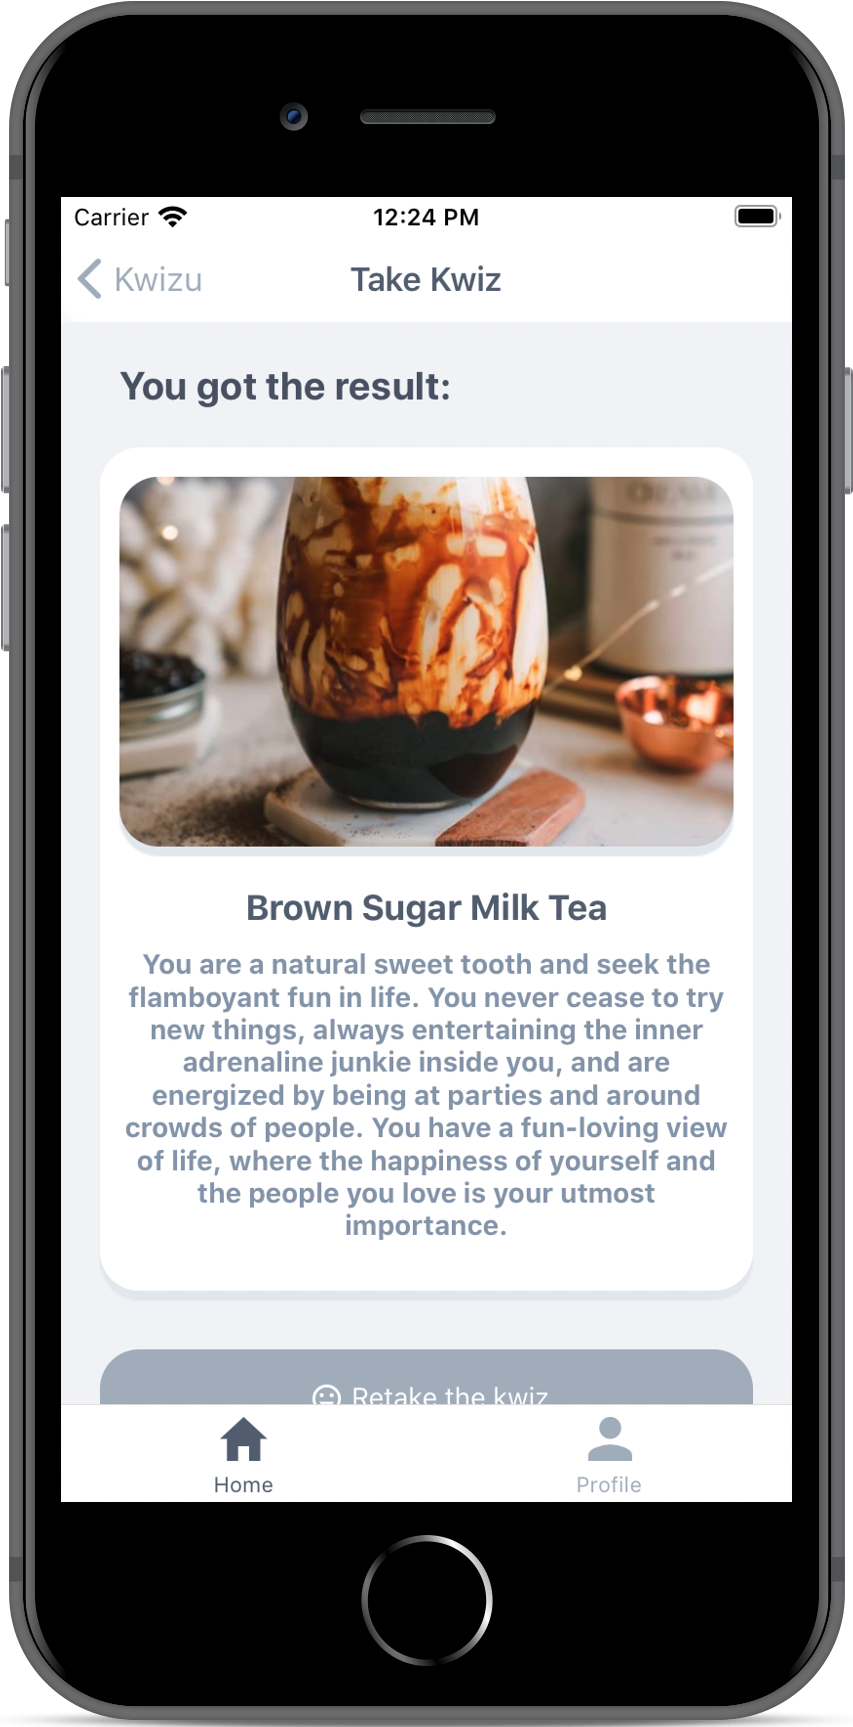 Carrier 12:24 PM
Kwizu Take Kwiz
You got the result:
Brown Sugar Milk Tea
You are a natural sweet tooth and seek the
flamboyant fun in life. You never cease to try
new things, always entertaining the inner
adrenaline junkie inside you, and are
energized by being at parties and around
crowds of people. You have a fun-loving view
of life, where the happiness of yourself and
the people you love is your utmost
importance.
Retake the kwiz
Home Profile